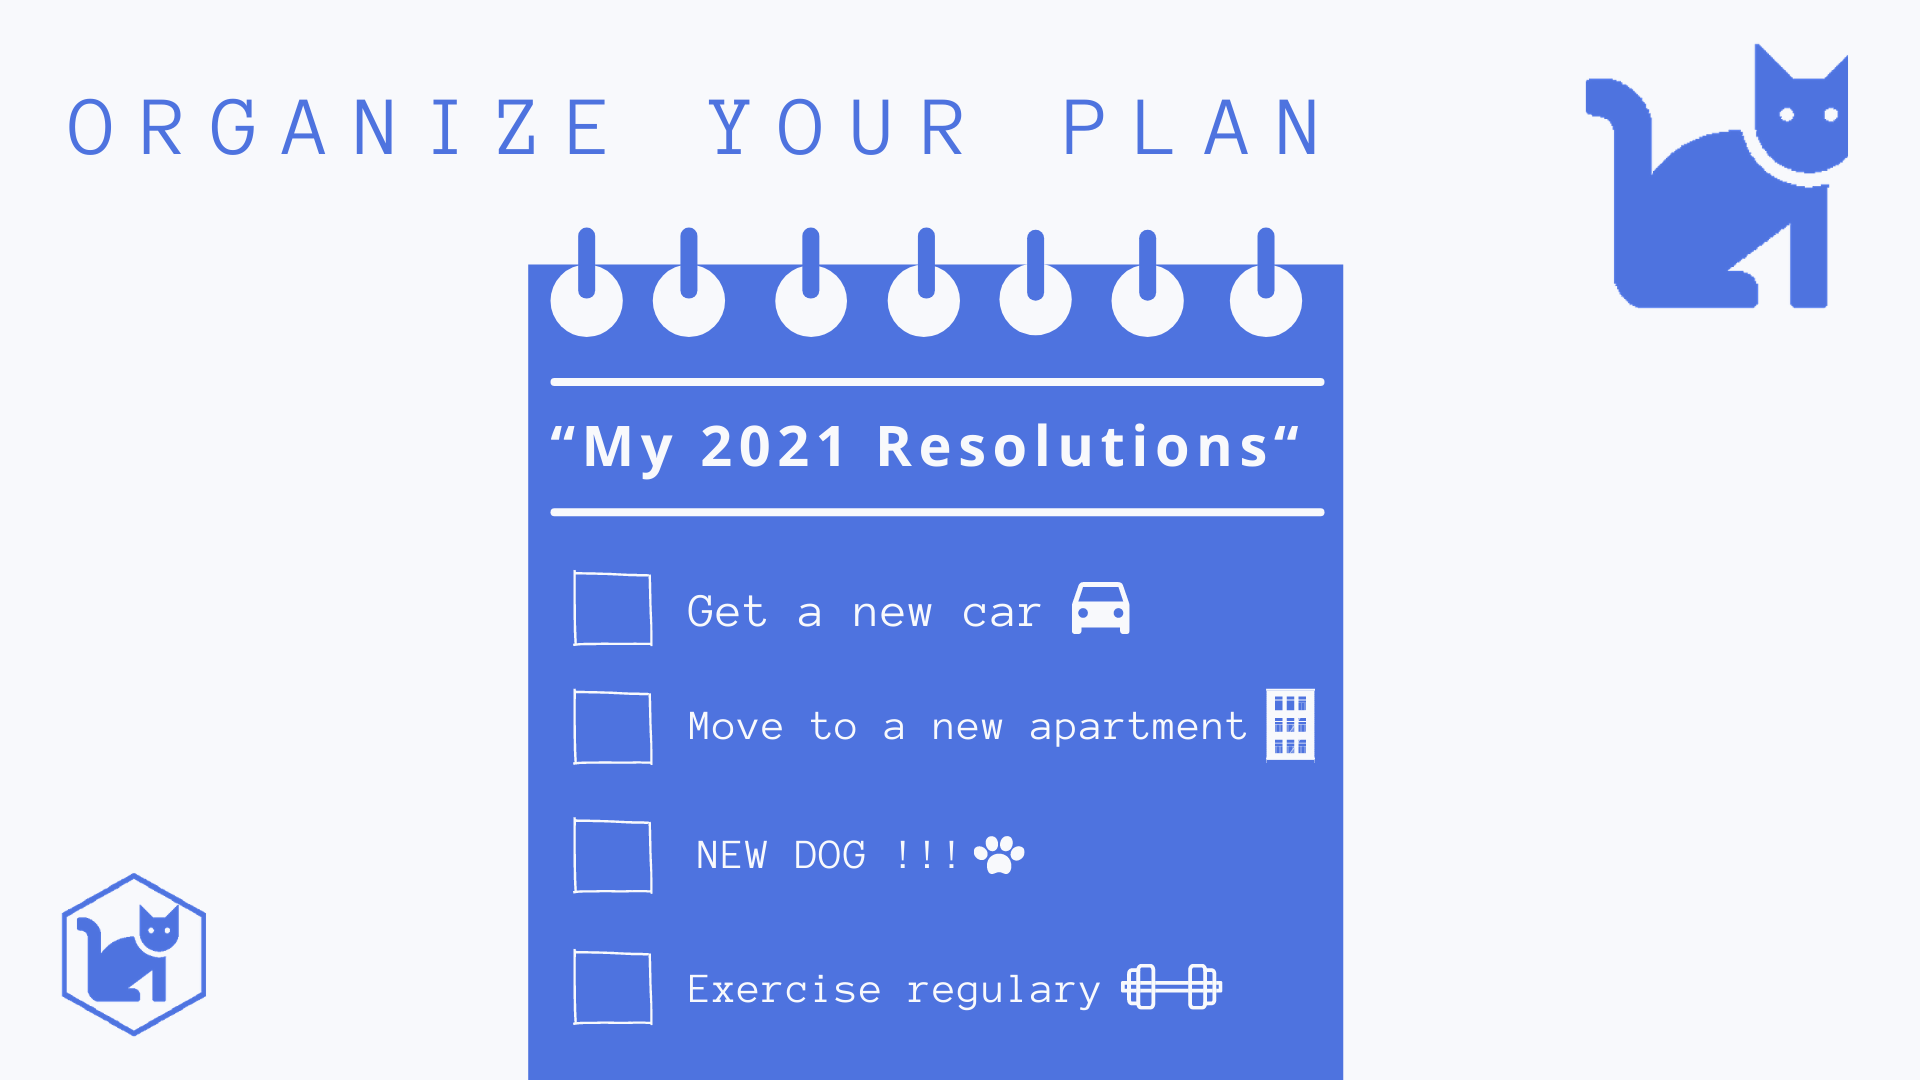 ORGANIZE YOUR PLAN
“My 2021 Resolutions“
Get a new car
Move to a new apartment
NEW DOG !!!
Exercise regulary